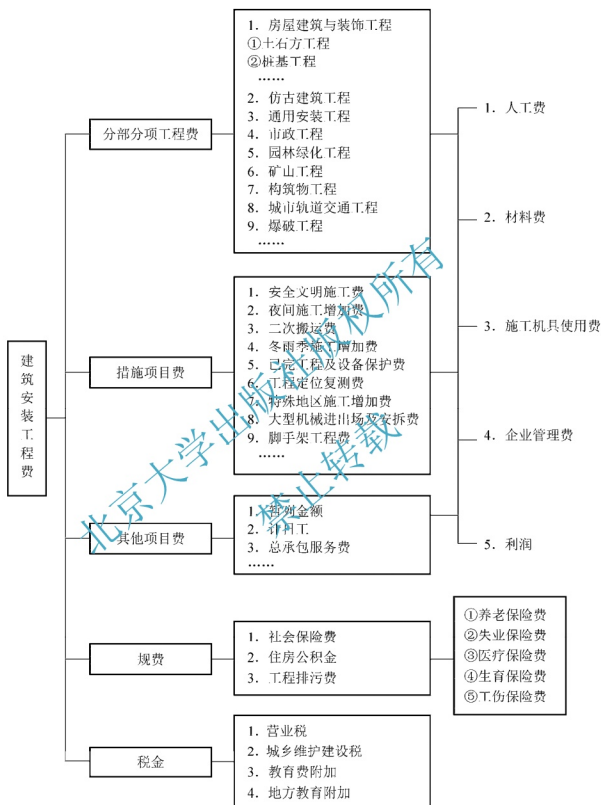 建筑安装工程费
分部分项工程费
1. 房屋建筑与装饰工程
①土石方工程
②桩基工程
……
2. 仿古建筑工程
3. 通用安装工程
4. 市政工程
5. 园林绿化工程
6. 矿山工程
7. 构筑物工程
8. 城市轨道交通工程
9. 爆破工程
……
措施项目费
1. 安全文明施工费
2. 夜间施工增加费
3. 二次搬运费
4. 冬雨季施工增加费
5. 已完工程及设备保护费
6. 工程定位复测费
7. 特殊地区施工增加费
8. 大型机械进出场及安拆费
9. 脚手架工程费
……
其他项目费
1. 暂列金额
2. 计日工
3. 总承包服务费
……
1. 人工费
2. 材料费
3. 施工机具使用费
4. 企业管理费
5. 利润
规费
1. 社会保险费
2. 住房公积金
3. 工程排污费
①养老保险费
②失业保险费
③医疗保险费
④生育保险费
⑤工伤保险费
税金
1. 营业税
2. 城乡维护建设税
3. 教育费附加
4. 地方教育附加
北京大学出版社版权所有
禁止转载